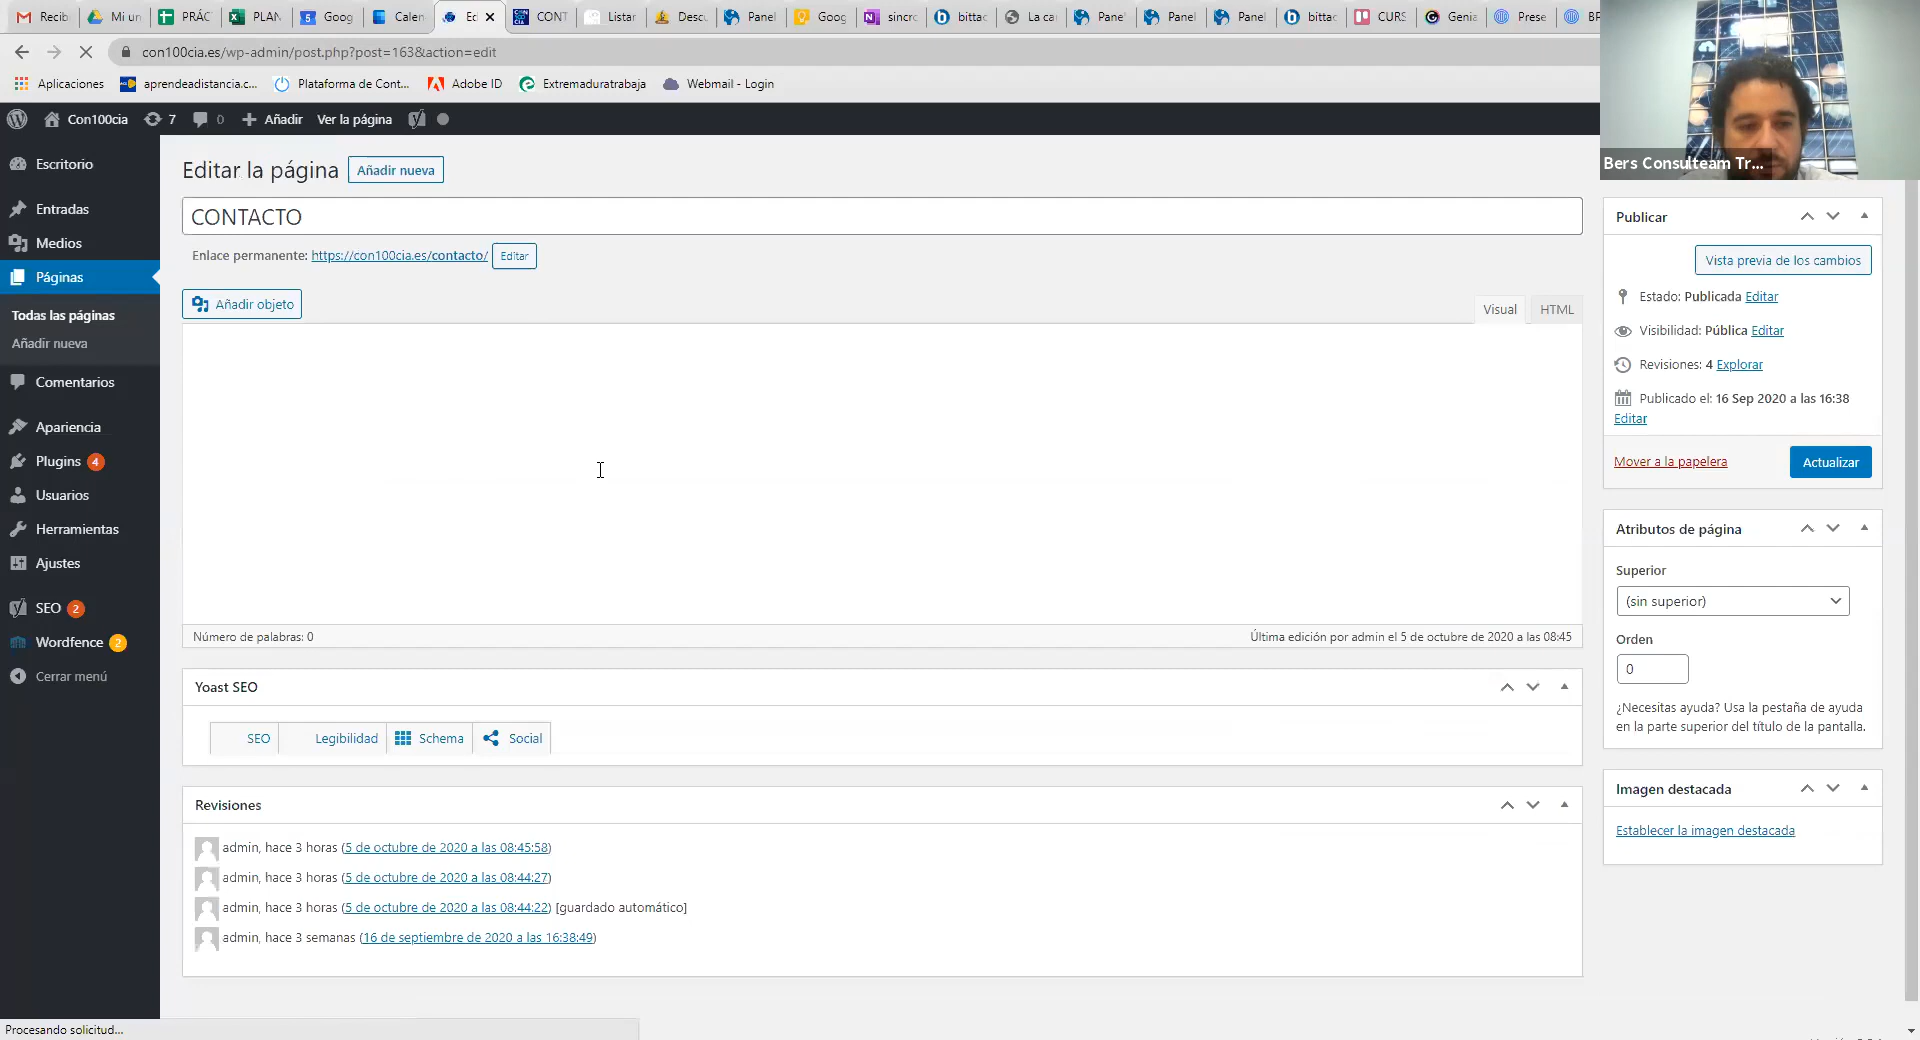 Recib
Mi un
PRÁC
PLAN
Goog
Calen
Ec
CONT
Listar
Descu
Panel
Goog
sincro
bittac
La ca
Pane
Panel
Panel
bittac
CURS
Genia
Prese
BP
con100cia.es/wp-admin/post.php?post=163&action=edit
Aplicaciones
aprendeadistancia.c...
Plataforma de Cont...
Adobe ID
Extremaduratrabaja
Webmail - Login
Con100cia
7
0
Añadir
Ver la página
Bers Consulteam Tr...
Escritorio
Entradas
Medios
Páginas
Todas las páginas
Añadir nueva
Comentarios
Apariencia
Plugins 4
Usuarios
Herramientas
Ajustes
SEO 2
Wordfence 2
Cerrar menú
Editar la página
Añadir nueva
CONTACTO
Enlace permanente: https://con100cia.es/contacto/ Editar
Añadir objeto
Visual
HTML
Número de palabras: 0
Última edición por admin el 5 de octubre de 2020 a las 08:45
Yoast SEO
SEO
Legibilidad
Schema
Social
Revisiones
admin, hace 3 horas (5 de octubre de 2020 a las 08:45:58)
admin, hace 3 horas (5 de octubre de 2020 a las 08:44:27)
admin, hace 3 horas (5 de octubre de 2020 a las 08:44:22) [guardado automático]
admin, hace 3 semanas (16 de septiembre de 2020 a las 16:38:49)
Publicar
Vista previa de los cambios
Estado: Publicada Editar
Visibilidad: Pública Editar
Revisiones: 4 Explorar
Publicado el: 16 Sep 2020 a las 16:38
Editar
Mover a la papelera
Actualizar
Atributos de página
Superior
(sin superior)
Orden
0
¿Necesitas ayuda? Usa la pestaña de ayuda
en la parte superior del título de la pantalla.
Imagen destacada
Establecer la imagen destacada
Procesando solicitud...